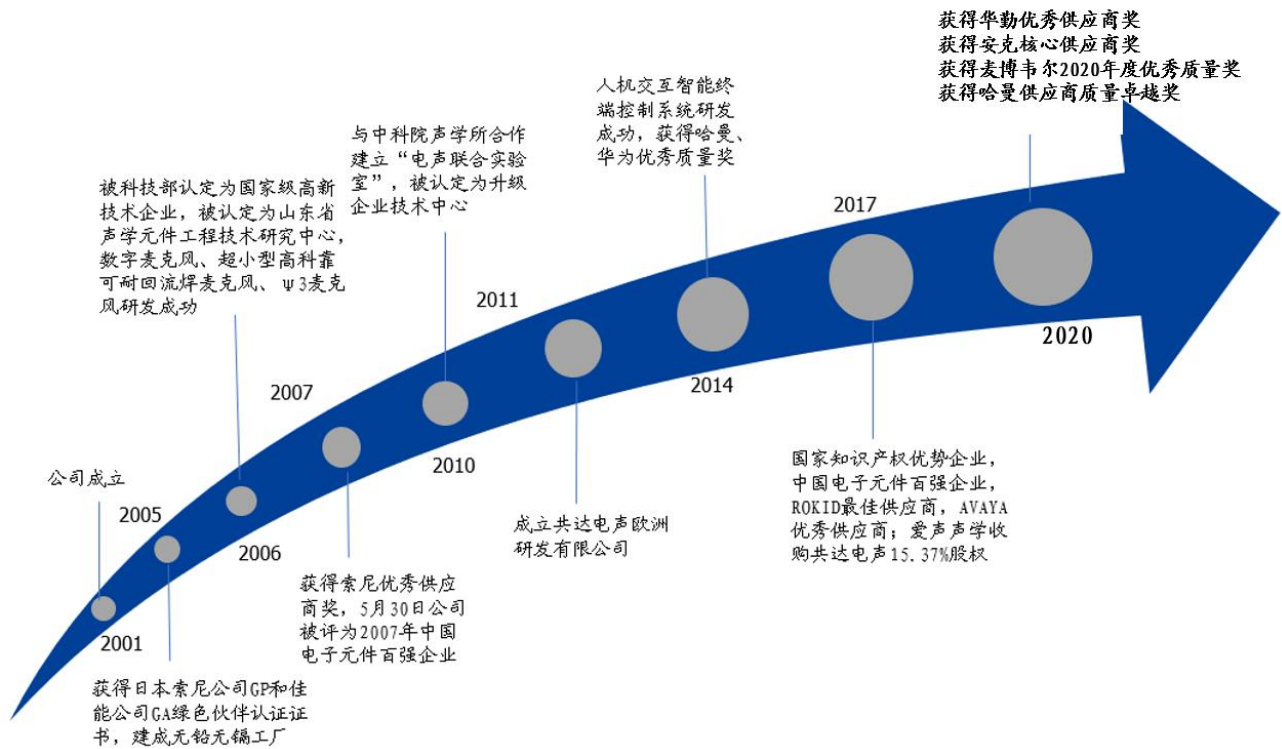 公司成立
2001
2005
获得日本索尼公司GP和佳
能公司GA绿色伙伴认证证
书，建成无铅无镉工厂
被科技部认定为国家级高新
技术企业，被认定为山东省
声学元件工程技术研究中心，
数字麦克风、超小型高科靠
可耐回流焊麦克风、Ψ3麦克
风研发成功
2006
2007
获得索尼优秀供应
商奖，5月30日公司
被评为2007年中国
电子元件百强企业
与中科院声学所合作
建立“电声联合实验
室”，被认定为升级
企业技术中心
2010
2011
成立共达电声欧洲
研发有限公司
人机交互智能终
端控制系统研发
成功，获得哈曼、
华为优秀质量奖
2014
2017
国家知识产权优势企业，
中国电子元件百强企业，
ROKID最佳供应商，AVAYA
优秀供应商；爱声声学收
购共达电声15.37%股权
获得华勤优秀供应商奖
获得安克核心供应商奖
获得麦博韦尔2020年度优秀质量奖
获得哈曼供应商质量卓越奖
2020